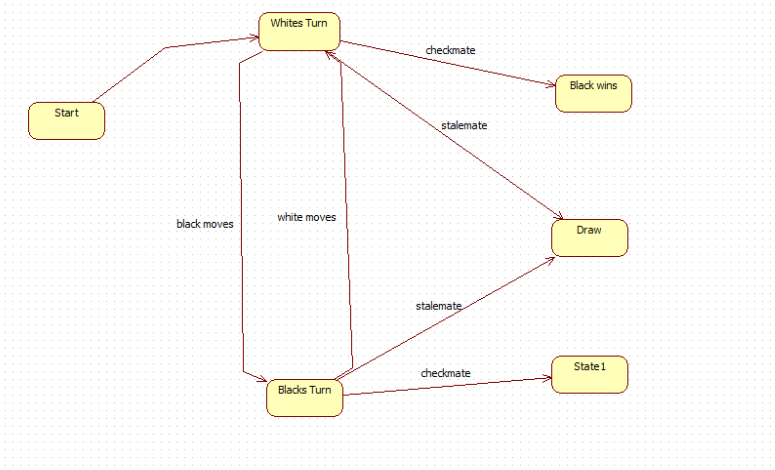 Whites Turn
checkmate
Black wins
Start
stalemate
black moves
white moves
Draw
stalemate
State1
checkmate
Blacks Turn